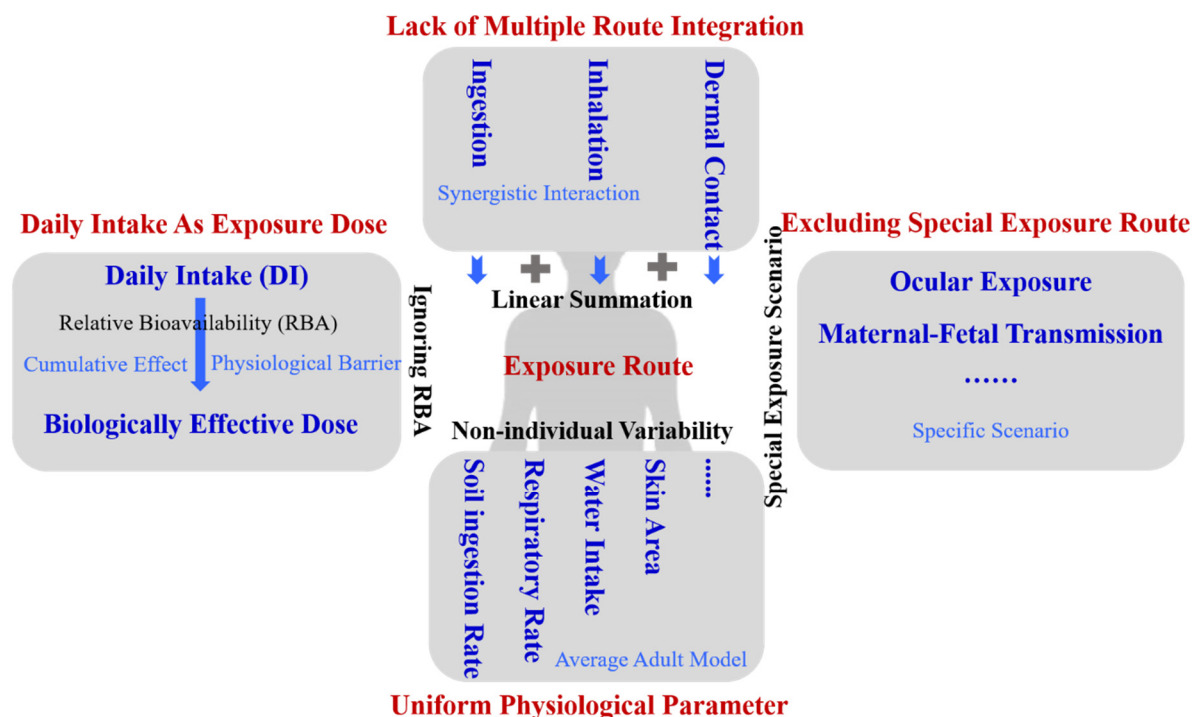 Lack of Multiple Route Integration
Ingestion
Inhalation
Dermal Contact
Synergistic Interaction
Daily Intake As Exposure Dose
Daily Intake (DI)
Relative Bioavailability (RBA)
Cumulative Effect
Physiological Barrier
Biologically Effective Dose
Ignoring RBA
Linear Summation
Exposure Route
Non-individual Variability
Special Exposure Scenario
Excluding Special Exposure Route
Ocular Exposure
Maternal-Fetal Transmission
......
Specific Scenario
Soil ingestion Rate
Respiratory Rate
Water Intake
Skin Area
......
Average Adult Model
Uniform Physiological Parameter